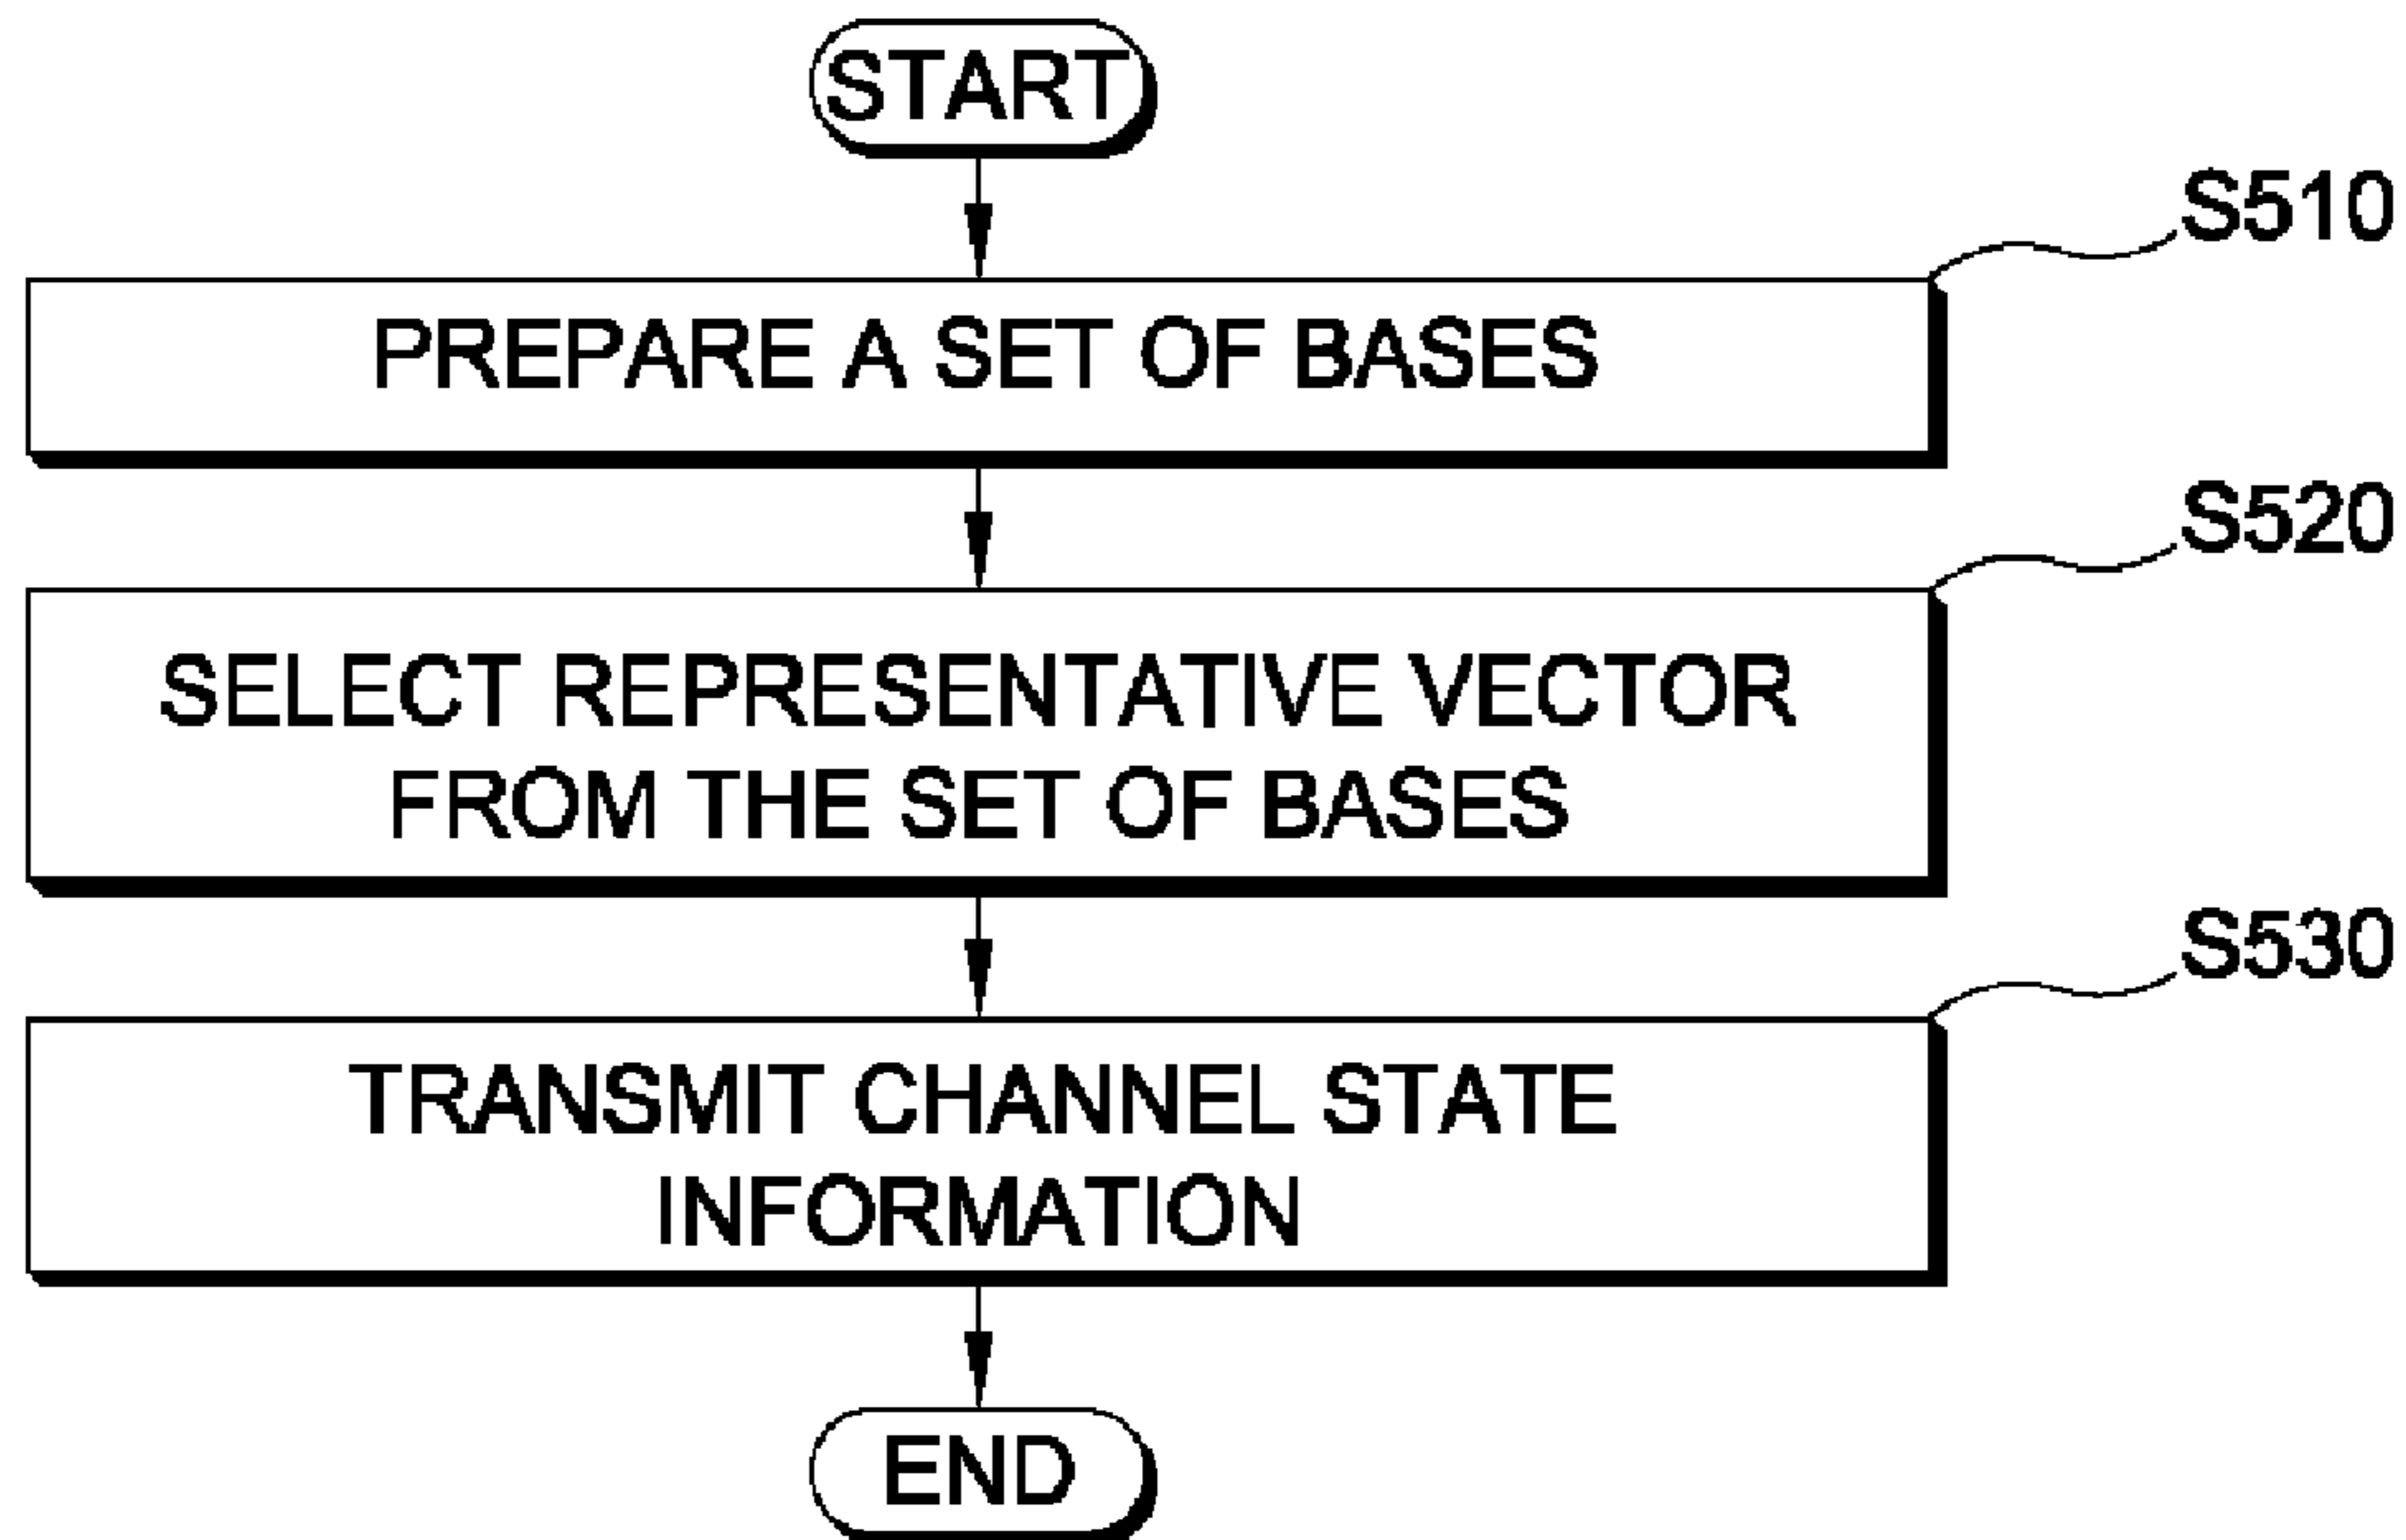 START
S510
PREPARE A SET OF BASES
S520
SELECT REPRESENTATIVE VECTOR
FROM THE SET OF BASES
S530
TRANSMIT CHANNEL STATE
INFORMATION
END